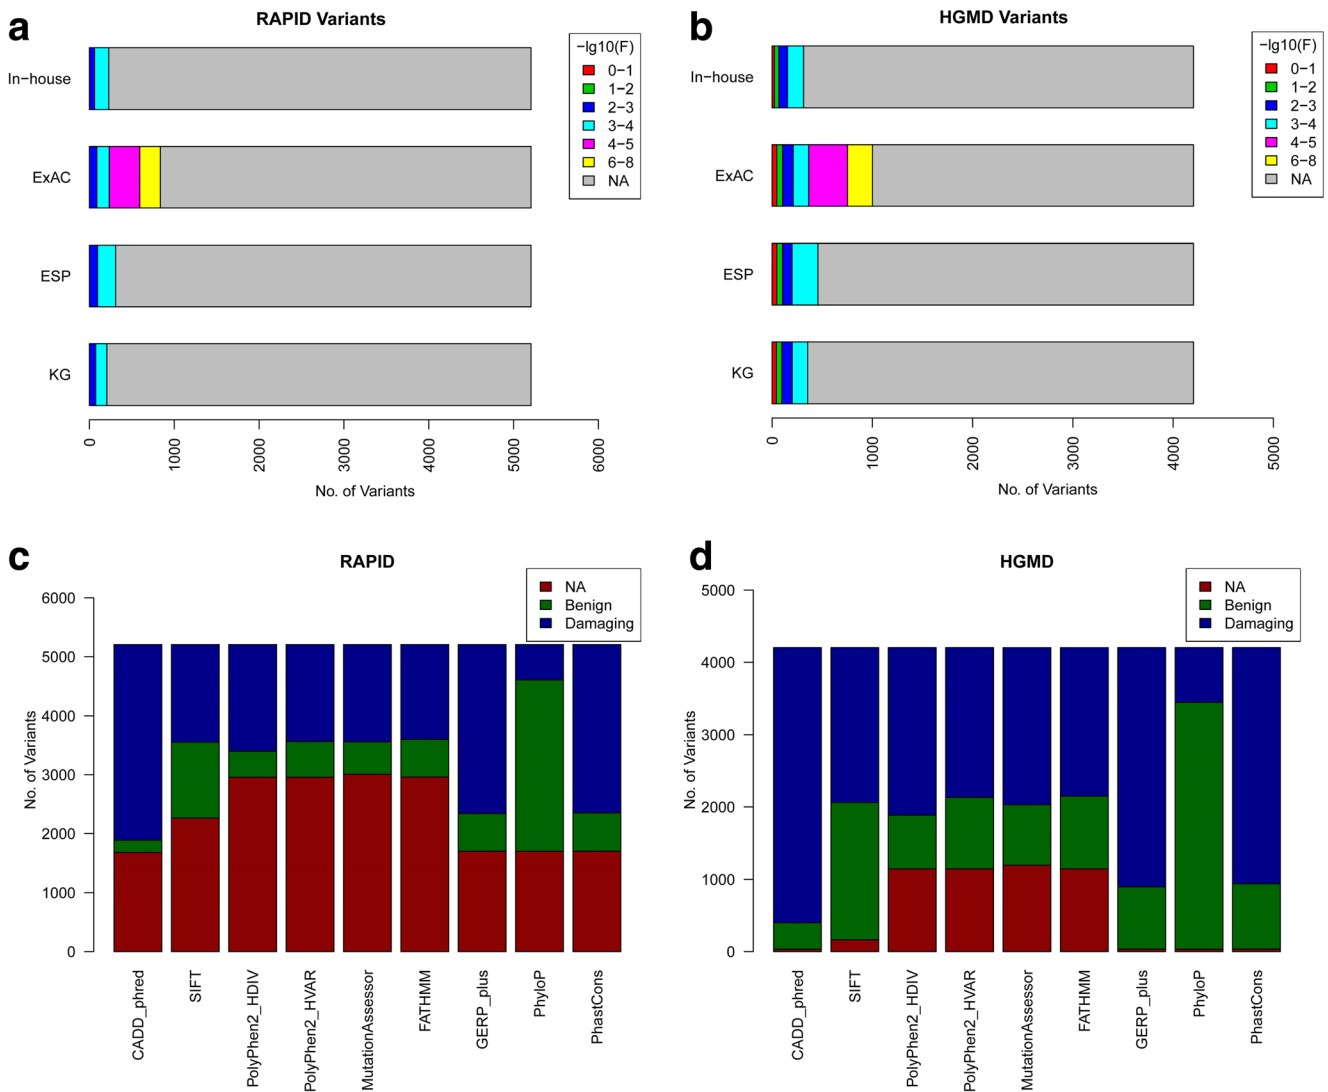 a
RAPID Variants
In-house
ExAC
ESP
KG
0
1000
2000
3000
4000
5000
6000
No. of Variants
−lg10(F)
0−1
1−2
2−3
3−4
4−5
6−8
NA
b
HGMD Variants
In−house
ExAC
ESP
KG
0
1000
2000
3000
4000
5000
No. of Variants
−lg10(F)
0−1
1−2
2−3
3−4
4−5
6−8
NA
c
RAPID
NA
Benign
Damaging
No. of Variants
6000
5000
4000
3000
2000
1000
0
CADD_phred
SIFT
PolyPhen2_HDIV
PolyPhen2_HVAR
MutationAssessor
FATHMM
GERP_plus
PhyloP
PhastCons
d
HGMD
NA
Benign
Damaging
No. of Variants
5000
4000
3000
2000
1000
0
CADD_phred
SIFT
PolyPhen2_HDIV
PolyPhen2_HVAR
MutationAssessor
FATHMM
GERP_plus
PhyloP
PhastCons